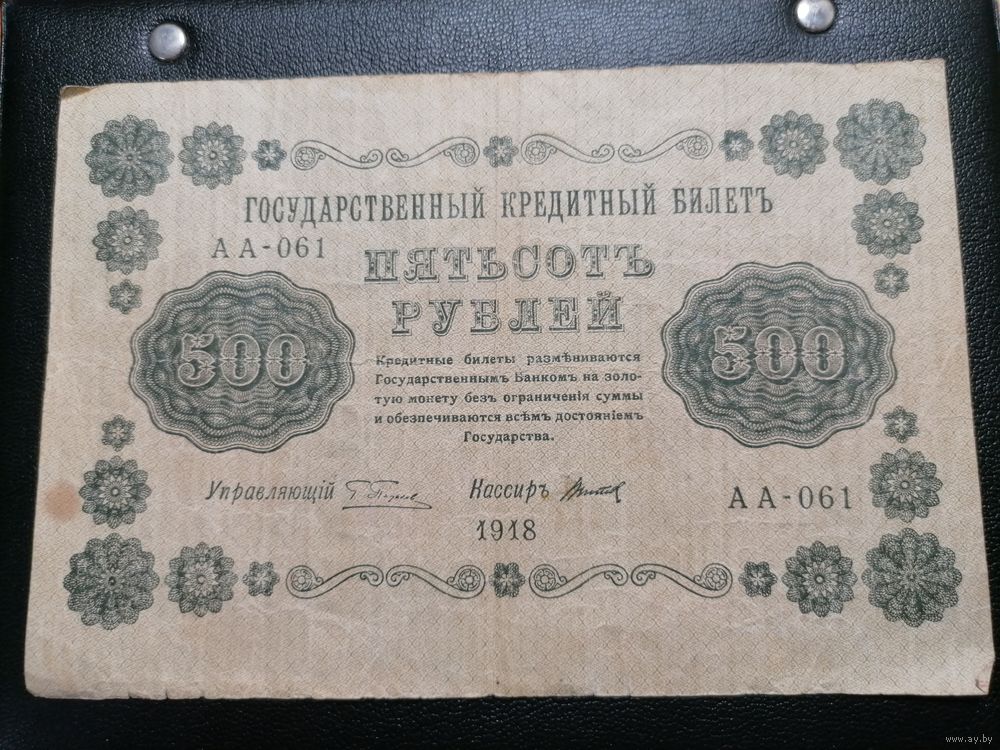 ГОСУДАРСТВЕННЫЙ КРЕДИТНЫЙ БИЛЕТЪ
АА-061
ПЯТЬСОТЪ
РУБЛЕЙ
500
500
Кредитные билеты размѣниваются
Государственнымъ Банкомъ на золо-
тую монету безъ ограниченія суммы
и обезпечиваются всѣмъ достояніемъ
Государства.
Управляющій
Кассиръ
АА-061
1918
www.ay.by